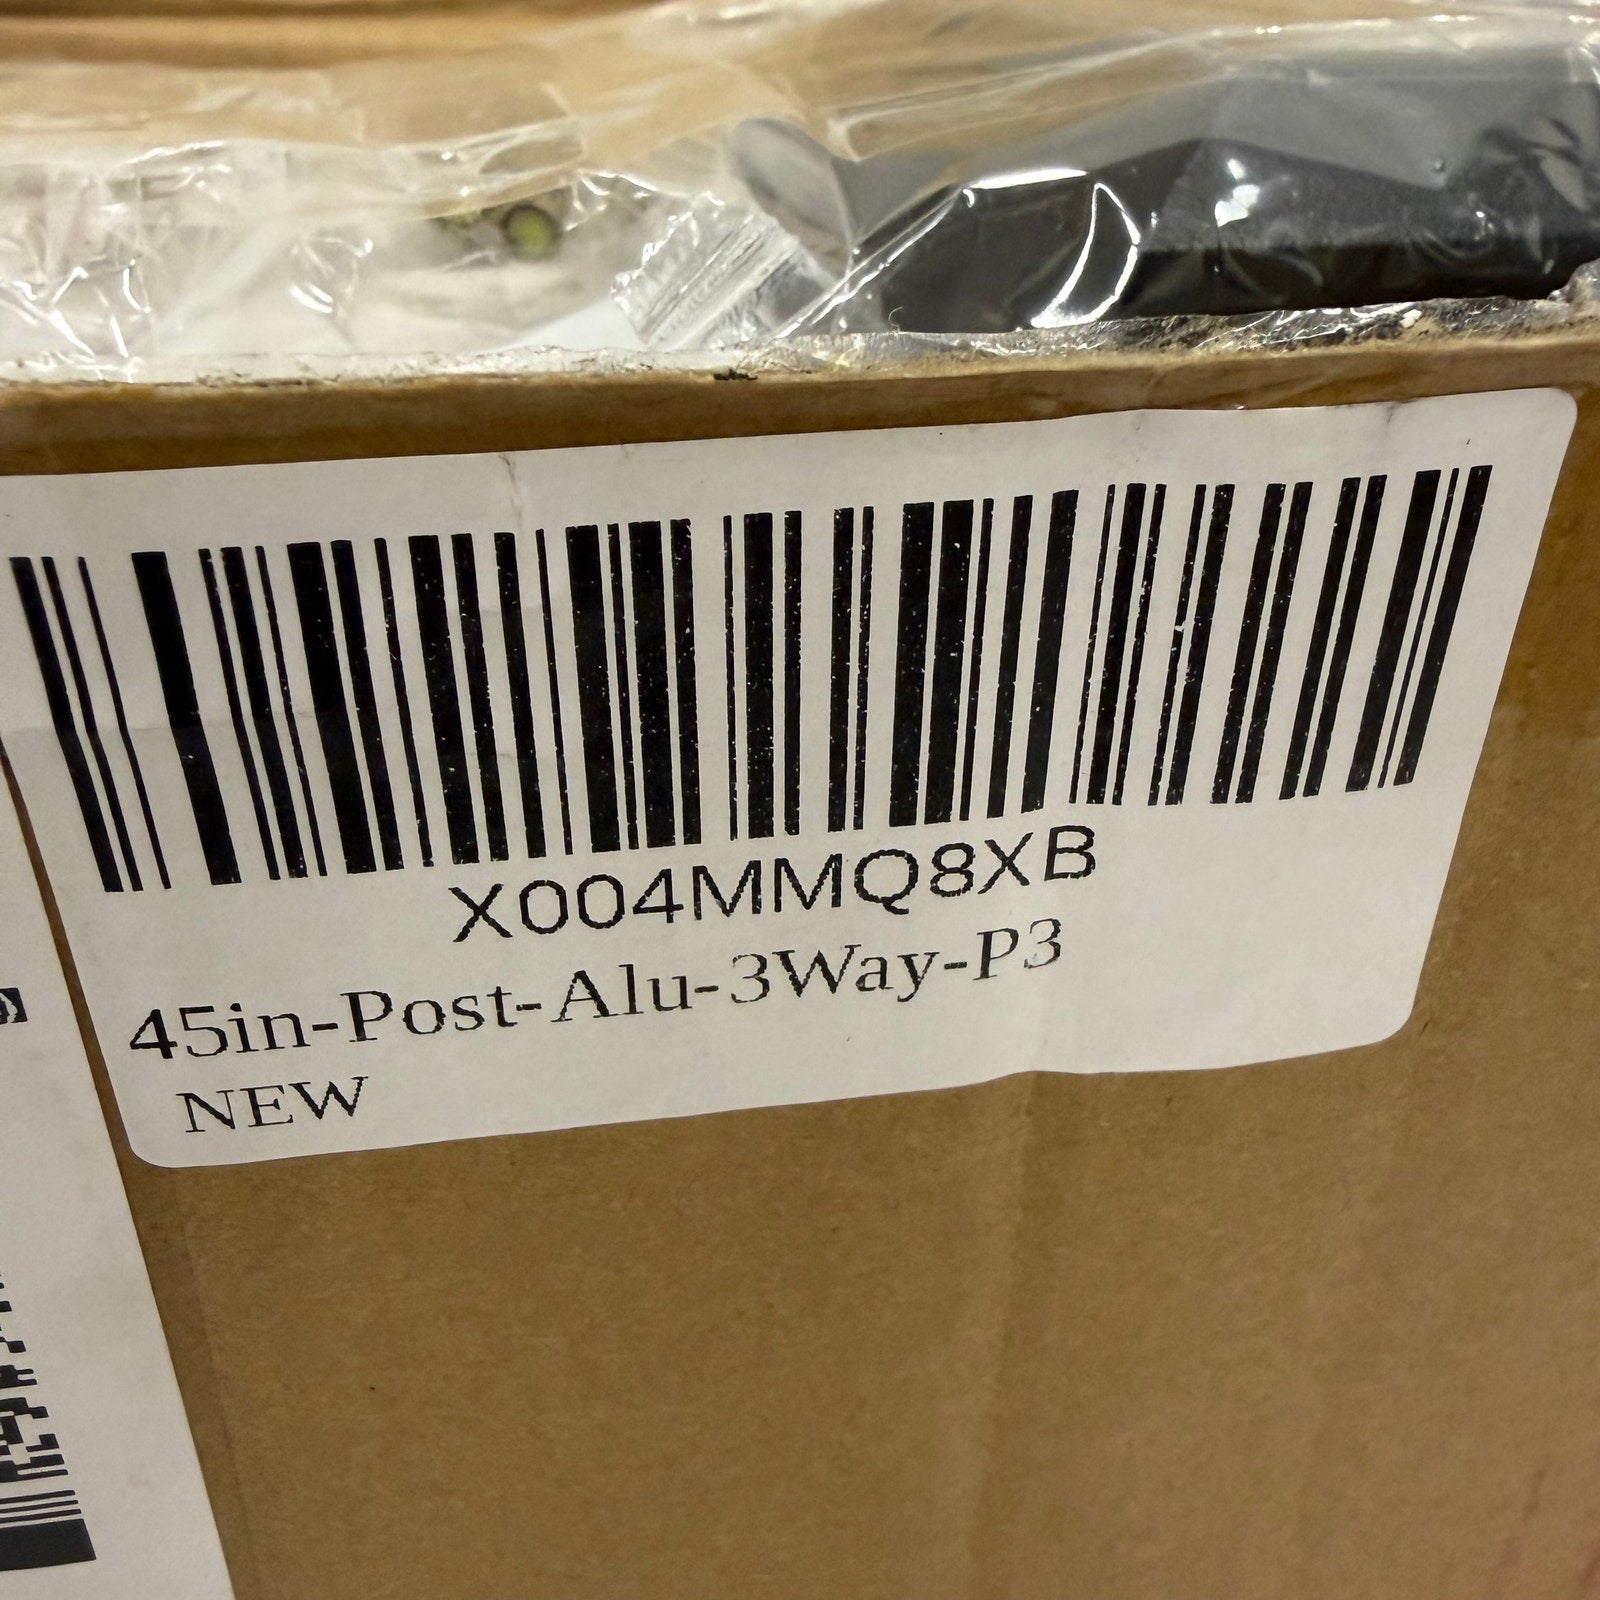 X004MMQ8XB
45in-Post-Alu-3Way-P3
NEW